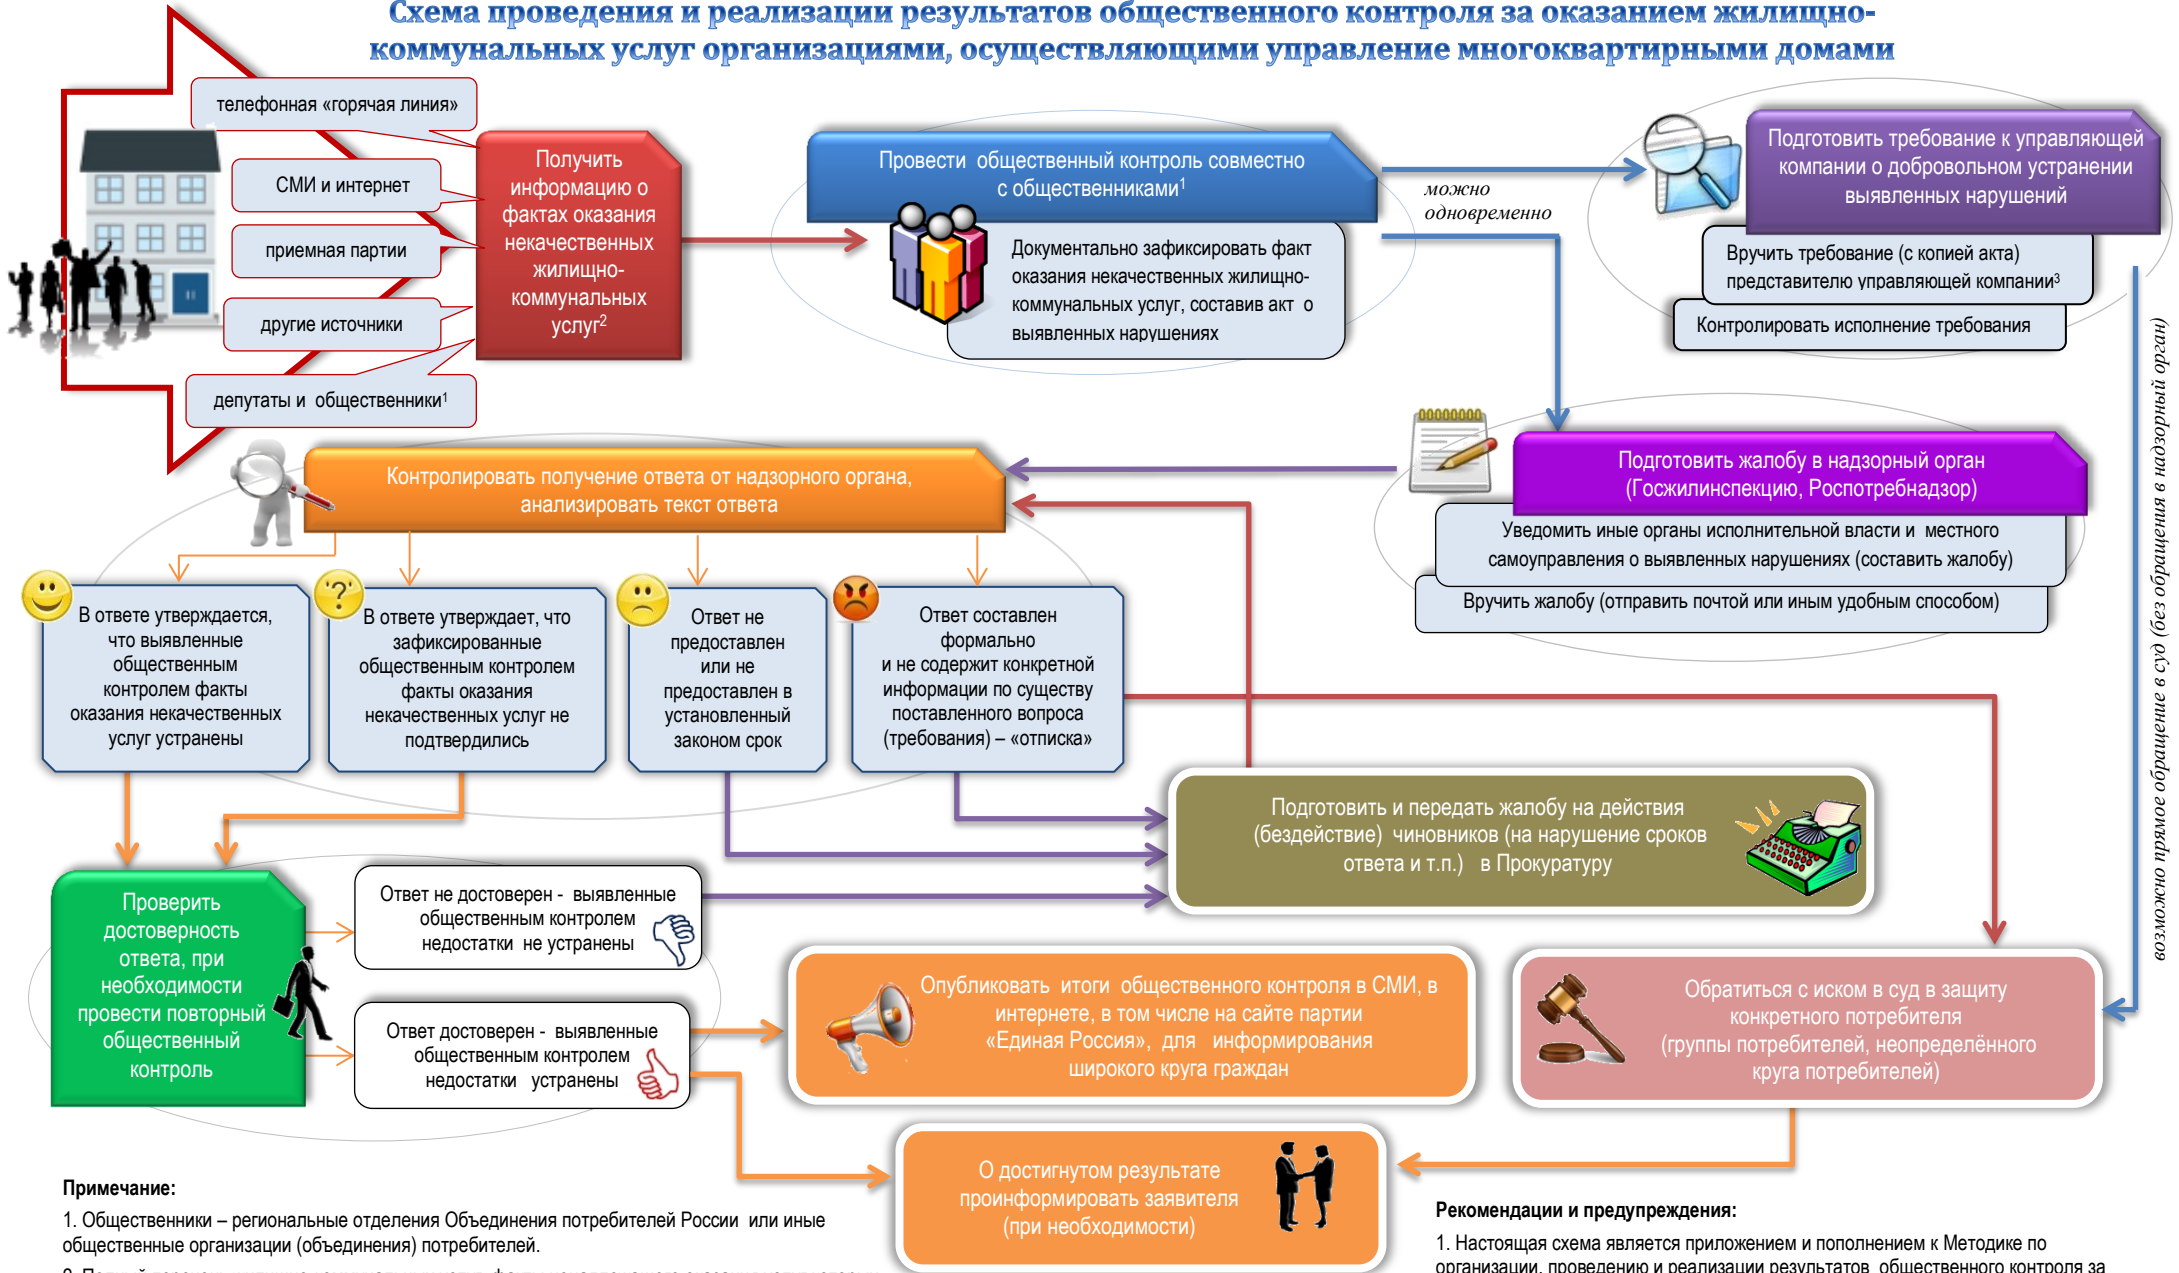 Схема проведения и реализации результатов общественного контроля за оказанием жилищно-
коммунальных услуг организациями, осуществляющими управление многоквартирными домами
телефонная «горячая линия»
СМИ и интернет
приемная партии
другие источники
депутаты и общественники¹
Получить
информацию о
фактах оказания
некачественных
жилищно-
коммунальных
услуг²
Провести общественный контроль совместно
с общественниками¹
Документально зафиксировать факт
оказания некачественных жилищно-
коммунальных услуг, составив акт о
выявленных нарушениях
можно
одновременно
Подготовить требование к управляющей
компании о добровольном устранении
выявленных нарушений
Вручить требование (с копией акта)
представителю управляющей компании³
Контролировать исполнение требования
возможно прямое обращение в суд (без обращения в надзорный орган)
Подготовить жалобу в надзорный орган
(Госжилинспекцию, Роспотребнадзор)
Уведомить иные органы исполнительной власти и местного
самоуправления о выявленных нарушениях (составить жалобу)
Вручить жалобу (отправить почтой или иным удобным способом)
Контролировать получение ответа от надзорного органа,
анализировать текст ответа
В ответе утверждается,
что выявленные
общественным
контролем факты
оказания некачественных
услуг устранены
В ответе утверждает, что
зафиксированные
общественным контролем
факты оказания
некачественных услуг не
подтвердились
Ответ не
предоставлен
или не
предоставлен в
установленный
законом срок
Ответ составлен
формально
и не содержит конкретной
информации по существу
поставленного вопроса
(требования) – «отписка»
Подготовить и передать жалобу на действия
(бездействие) чиновников (на нарушение сроков
ответа и т.п.) в Прокуратуру
Проверить
достоверность
ответа, при
необходимости
провести повторный
общественный
контроль
Ответ не достоверен - выявленные
общественным контролем
недостатки не устранены
Ответ достоверен - выявленные
общественным контролем
недостатки устранены
Опубликовать итоги общественного контроля в СМИ, в
интернете, в том числе на сайте партии
«Единая Россия», для информирования
широкого круга граждан
Обратиться с иском в суд в защиту
конкретного потребителя
(группы потребителей, неопределённого
круга потребителей)
О достигнутом результате
проинформировать заявителя
(при необходимости)
Примечание:
1. Общественники – региональные отделения Объединения потребителей России или иные
общественные организации (объединения) потребителей.
Рекомендации и предупреждения:
1. Настоящая схема является приложением и пополнением к Методике по
организации, проведению и реализации результатов общественного контроля за